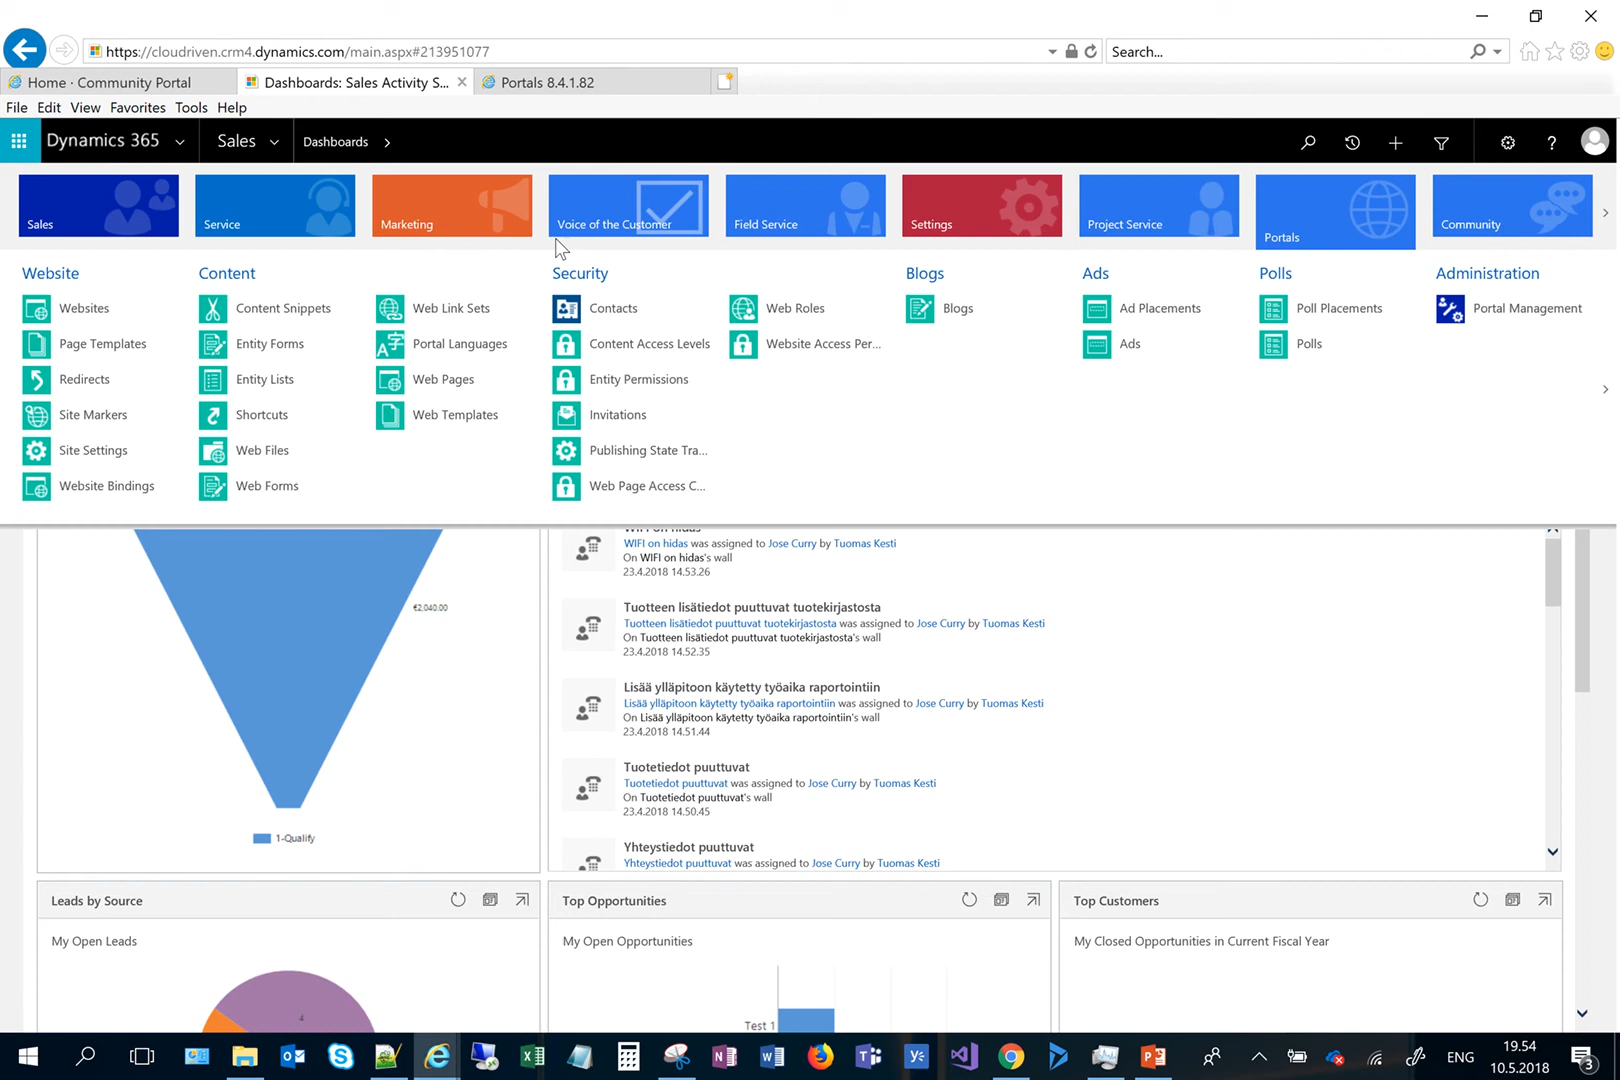 https://cloudriven.crm4.dynamics.com/main.aspx#213951077
Search...
Home · Community Portal
Dashboards: Sales Activity S...
Portals 8.4.1.82
File Edit View Favorites Tools Help
Dynamics 365
Sales
Dashboards
Sales
Service
Marketing
Voice of the Customer
Field Service
Settings
Project Service
Portals
Community
Website
Websites
Page Templates
Redirects
Site Markers
Site Settings
Website Bindings
Content
Content Snippets
Entity Forms
Entity Lists
Shortcuts
Web Files
Web Forms
Web Link Sets
Portal Languages
Web Pages
Web Templates
Security
Contacts
Content Access Levels
Entity Permissions
Invitations
Publishing State Tra...
Web Page Access C...
Web Roles
Website Access Per...
Blogs
Blogs
Ads
Ad Placements
Ads
Polls
Poll Placements
Polls
Administration
Portal Management
€2,040.00
1-Qualify
WIFI on hidas
WIFI on hidas was assigned to Jose Curry by Tuomas Kesti
On WIFI on hidas's wall
23.4.2018 14.53.26
Tuotteen lisätiedot puuttuvat tuotekirjastosta
Tuotteen lisätiedot puuttuvat tuotekirjastosta was assigned to Jose Curry by Tuomas Kesti
On Tuotteen lisätiedot puuttuvat tuotekirjastosta's wall
23.4.2018 14.52.35
Lisää ylläpitoon käytetty työaika raportointiin
Lisää ylläpitoon käytetty työaika raportointiin was assigned to Jose Curry by Tuomas Kesti
On Lisää ylläpitoon käytetty työaika raportointiin's wall
23.4.2018 14.51.44
Tuotetiedot puuttuvat
Tuotetiedot puuttuvat was assigned to Jose Curry by Tuomas Kesti
On Tuotetiedot puuttuvat's wall
23.4.2018 14.50.45
Yhteystiedot puuttuvat
Yhteystiedot puuttuvat was assigned to Jose Curry by Tuomas Kesti
Leads by Source
My Open Leads
4
Top Opportunities
My Open Opportunities
Test 1
Top Customers
My Closed Opportunities in Current Fiscal Year
ENG
19.54
10.5.2018
3